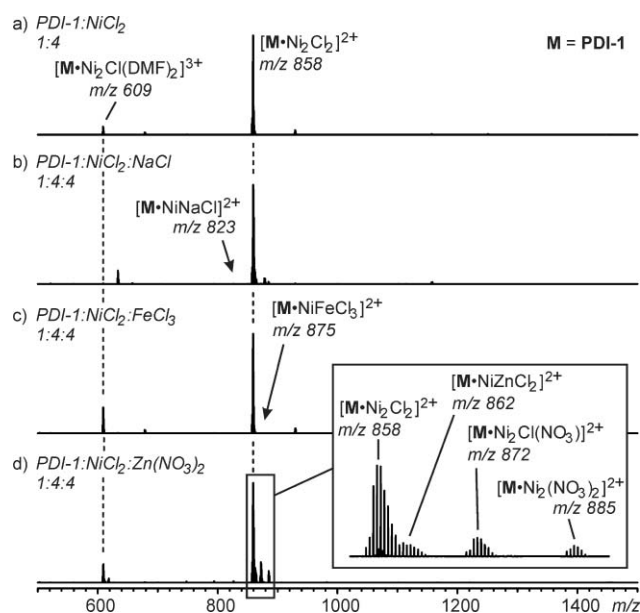 a) PDI-1:NiCl₂
1:4
[M•Ni₂Cl₂]²⁺
m/z 858
M = PDI-1
[M•Ni₂Cl(DMF)₂]³⁺
m/z 609
b) PDI-1:NiCl₂:NaCl
1:4:4
[M•NiNaCl]²⁺
m/z 823
c) PDI-1:NiCl₂:FeCl₃
1:4:4
[M•NiFeCl₃]²⁺
m/z 875
[M•NiZnCl₂]²⁺
m/z 862
[M•Ni₂Cl₂]²⁺
m/z 858
[M•Ni₂Cl(NO₃)]²⁺
m/z 872
[M•Ni₂(NO₃)₂]²⁺
m/z 885
d) PDI-1:NiCl₂:Zn(NO₃)₂
1:4:4
600 800 1000 1200 1400 m/z